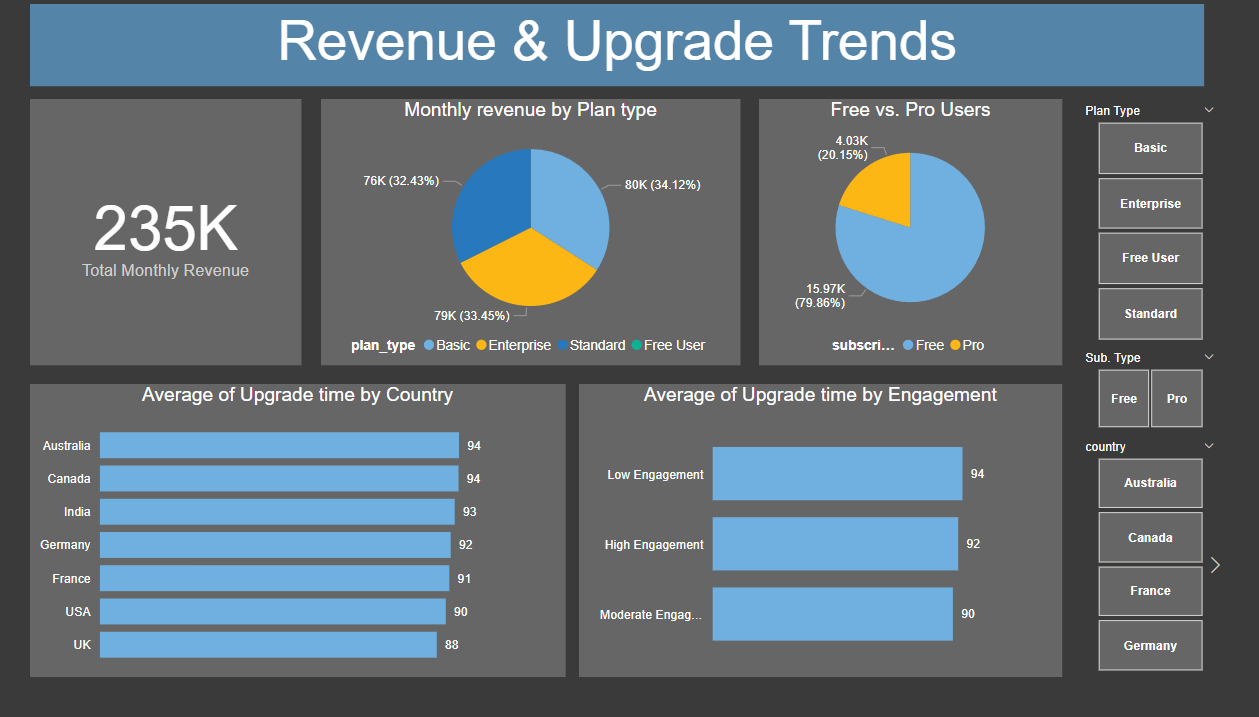 Revenue & Upgrade Trends
235K
Total Monthly Revenue
Monthly revenue by Plan type
76K (32.43%)
80K (34.12%)
79K (33.45%)
plan_type Basic Enterprise Standard Free User
Free vs. Pro Users
4.03K
(20.15%)
15.97K
(79.86%)
subscri... Free Pro
Average of Upgrade time by Country
Australia 94
Canada 94
India 93
Germany 92
France 91
USA 90
UK 88
Average of Upgrade time by Engagement
Low Engagement 94
High Engagement 92
Moderate Engag... 90
Plan Type
Basic
Enterprise
Free User
Standard
Sub. Type
Free Pro
country
Australia
Canada
France
Germany